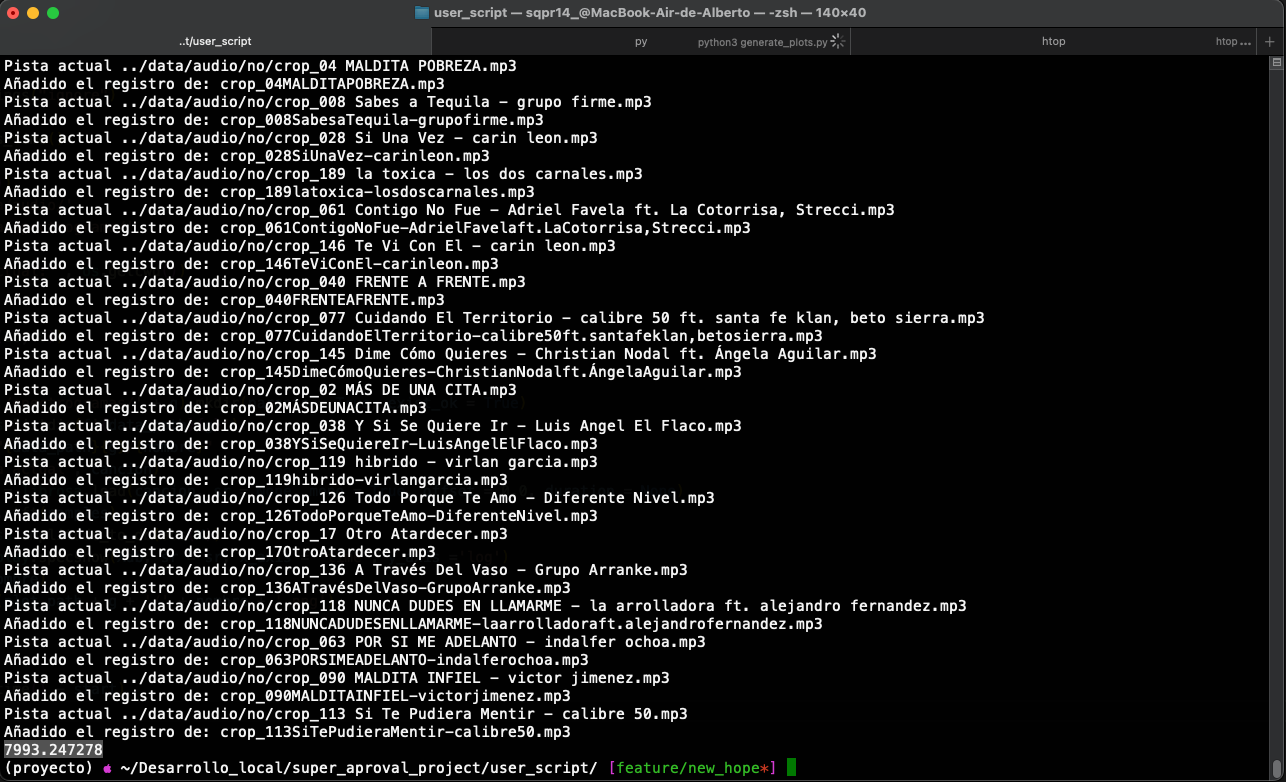 user_script — sqpr14_@MacBook-Air-de-Alberto — -zsh — 140×40
..t/user_script
py
python3 generate_plots.py
htop
htop ...
+
Pista actual ../data/audio/no/crop_04 MALDITA POBREZA.mp3
Añadido el registro de: crop_04MALDITAPOBREZA.mp3
Pista actual ../data/audio/no/crop_008 Sabes a Tequila – grupo firme.mp3
Añadido el registro de: crop_008SabesaTequila–grupofirme.mp3
Pista actual ../data/audio/no/crop_028 Si Una Vez – carin leon.mp3
Añadido el registro de: crop_028SiUnaVez–carinleon.mp3
Pista actual ../data/audio/no/crop_189 la toxica – los dos carnales.mp3
Añadido el registro de: crop_189latoxica–losdoscarnales.mp3
Pista actual ../data/audio/no/crop_061 Contigo No Fue – Adriel Favela ft. La Cotorrisa, Strecci.mp3
Añadido el registro de: crop_061ContigoNoFue–AdrielFavelaft.LaCotorrisa,Strecci.mp3
Pista actual ../data/audio/no/crop_146 Te Vi Con El – carin leon.mp3
Añadido el registro de: crop_146TeViConEl–carinleon.mp3
Pista actual ../data/audio/no/crop_040 FRENTE A FRENTE.mp3
Añadido el registro de: crop_040FRENTEAFRENTE.mp3
Pista actual ../data/audio/no/crop_077 Cuidando El Territorio – calibre 50 ft. santa fe klan, beto sierra.mp3
Añadido el registro de: crop_077CuidandoElTerritorio–calibre50ft.santafeklan,betosierra.mp3
Pista actual ../data/audio/no/crop_145 Dime Cómo Quieres – Christian Nodal ft. Ángela Aguilar.mp3
Añadido el registro de: crop_145DimeCómoQuieres–ChristianNodalft.ÁngelaAguilar.mp3
Pista actual ../data/audio/no/crop_02 MÁS DE UNA CITA.mp3
Añadido el registro de: crop_02MÁSDEUNACITA.mp3
Pista actual ../data/audio/no/crop_038 Y Si Se Quiere Ir – Luis Angel El Flaco.mp3
Añadido el registro de: crop_038YSiSeQuiereIr–LuisAngelElFlaco.mp3
Pista actual ../data/audio/no/crop_119 hibrido – virlan garcia.mp3
Añadido el registro de: crop_119hibrido–virlangarcia.mp3
Pista actual ../data/audio/no/crop_126 Todo Porque Te Amo – Diferente Nivel.mp3
Añadido el registro de: crop_126TodoPorqueTeAmo–DiferenteNivel.mp3
Pista actual ../data/audio/no/crop_17 Otro Atardecer.mp3
Añadido el registro de: crop_17OtroAtardecer.mp3
Pista actual ../data/audio/no/crop_136 A Través Del Vaso – Grupo Arranke.mp3
Añadido el registro de: crop_136ATravésDelVaso–GrupoArranke.mp3
Pista actual ../data/audio/no/crop_118 NUNCA DUDES EN LLAMARME – la arrolladora ft. alejandro fernandez.mp3
Añadido el registro de: crop_118NUNCADUDESENLLAMARME–laarrolladoraft.alejandrofernandez.mp3
Pista actual ../data/audio/no/crop_063 POR SI ME ADELANTO – indalfer ochoa.mp3
Añadido el registro de: crop_063PORSIMEADELANTO–indalferochoa.mp3
Pista actual ../data/audio/no/crop_090 MALDITA INFIEL – victor jimenez.mp3
Añadido el registro de: crop_090MALDITAINFIEL–victorjimenez.mp3
Pista actual ../data/audio/no/crop_113 Si Te Pudiera Mentir – calibre 50.mp3
Añadido el registro de: crop_113SiTePudieraMentir–calibre50.mp3
7993.247278
(proyecto) ~/Desarrollo_local/super_aproval_project/user_script/ [feature/new_hope*]